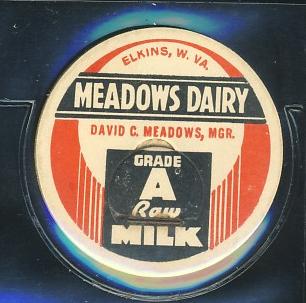 ELKINS, W. VA.
MEADOWS DAIRY
DAVID C. MEADOWS, MGR.
GRADE
A
Raw
MILK